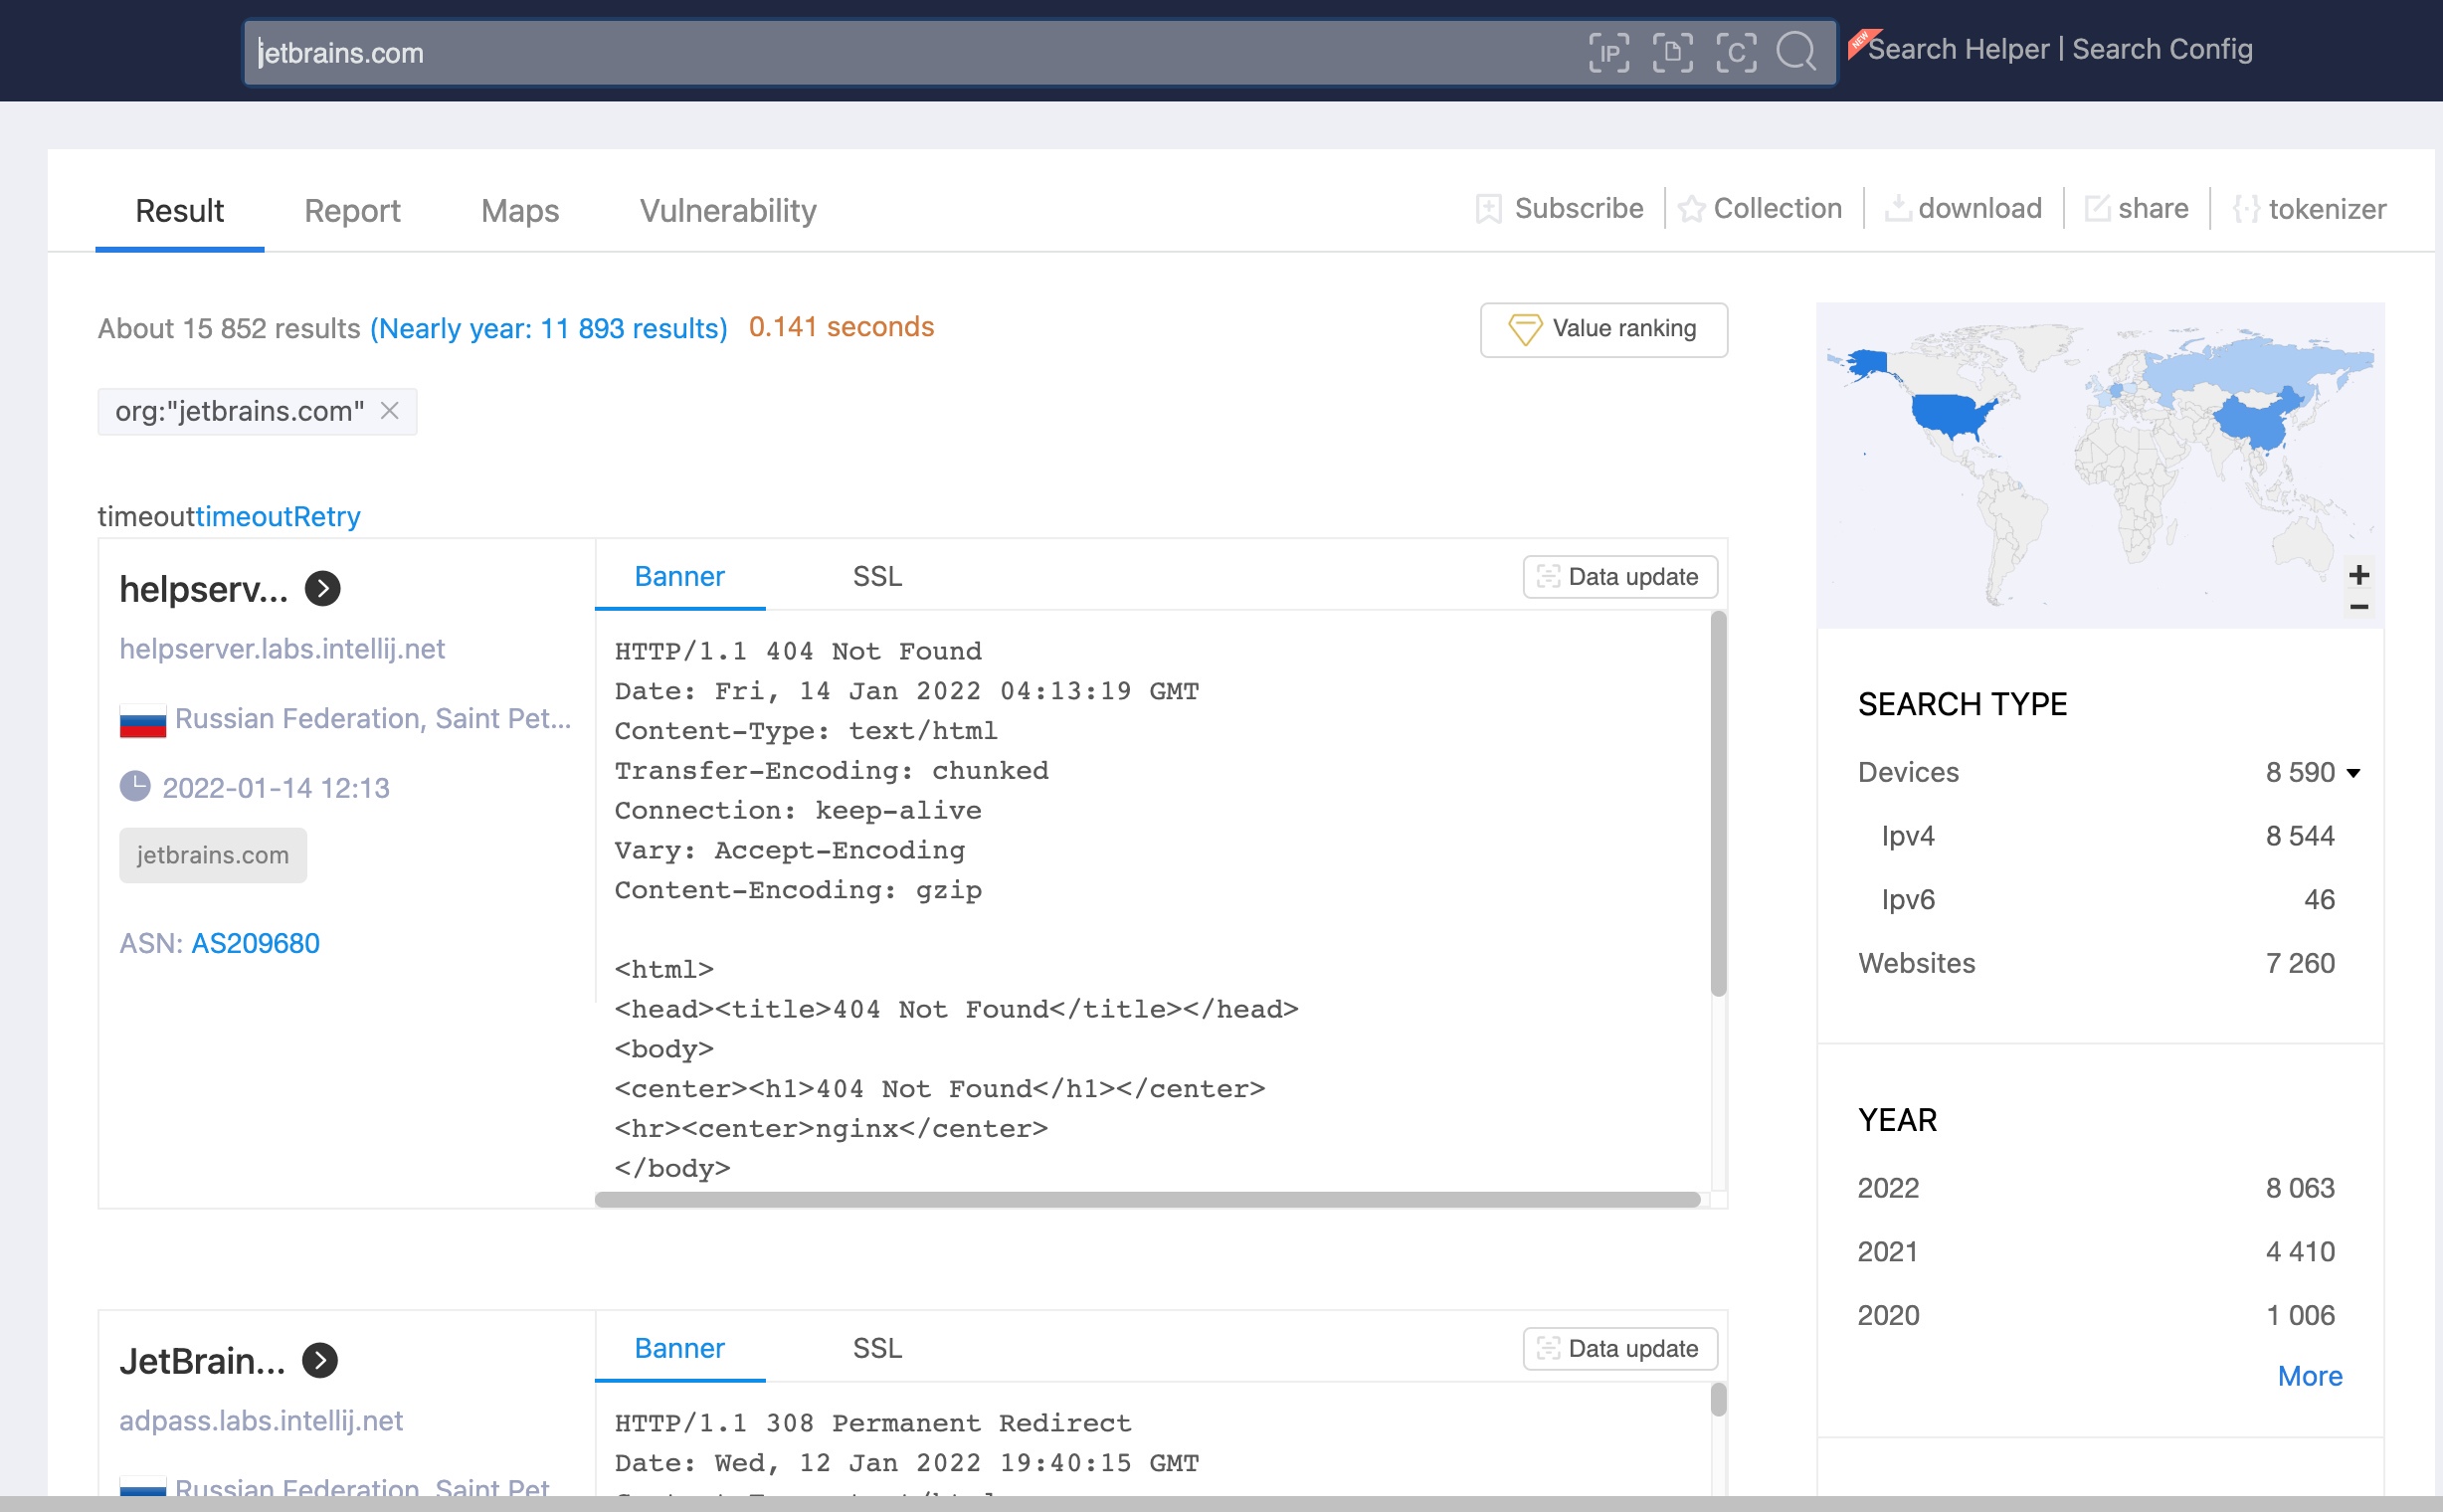 jetbrains.com
IP
C
NEW
Search Helper | Search Config
Result
Report
Maps
Vulnerability
Subscribe
Collection
download
share
tokenizer
About 15 852 results (Nearly year: 11 893 results) 0.141 seconds
Value ranking
org:"jetbrains.com"
timeouttimeoutRetry
helpserv...
helpserver.labs.intellij.net
Russian Federation, Saint Pet...
2022-01-14 12:13
jetbrains.com
ASN: AS209680
Banner
SSL
Data update
HTTP/1.1 404 Not Found
Date: Fri, 14 Jan 2022 04:13:19 GMT
Content-Type: text/html
Transfer-Encoding: chunked
Connection: keep-alive
Vary: Accept-Encoding
Content-Encoding: gzip
<html>
<head><title>404 Not Found</title></head>
<body>
<center><h1>404 Not Found</h1></center>
<hr><center>nginx</center>
</body>
JetBrain...
adpass.labs.intellij.net
Russian Federation, Saint Pet
Banner
SSL
Data update
HTTP/1.1 308 Permanent Redirect
Date: Wed, 12 Jan 2022 19:40:15 GMT
+
−
SEARCH TYPE
Devices 8 590
Ipv4 8 544
Ipv6 46
Websites 7 260
YEAR
2022 8 063
2021 4 410
2020 1 006
More